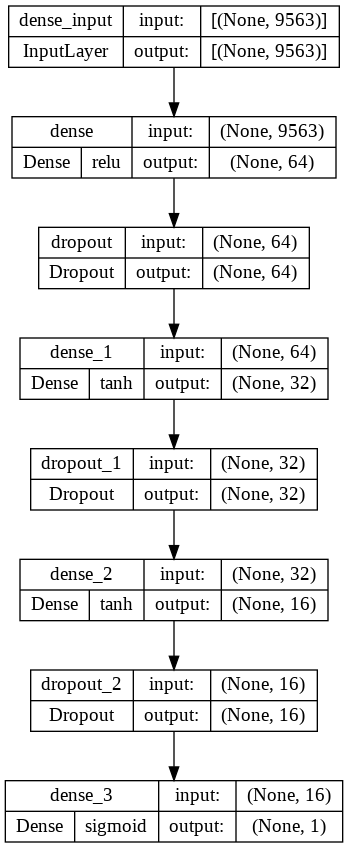 dense_input input: [(None, 9563)]
InputLayer output: [(None, 9563)]
dense input: (None, 9563)
Dense relu output: (None, 64)
dropout input: (None, 64)
Dropout output: (None, 64)
dense_1 input: (None, 64)
Dense tanh output: (None, 32)
dropout_1 input: (None, 32)
Dropout output: (None, 32)
dense_2 input: (None, 32)
Dense tanh output: (None, 16)
dropout_2 input: (None, 16)
Dropout output: (None, 16)
dense_3 input: (None, 16)
Dense sigmoid output: (None, 1)